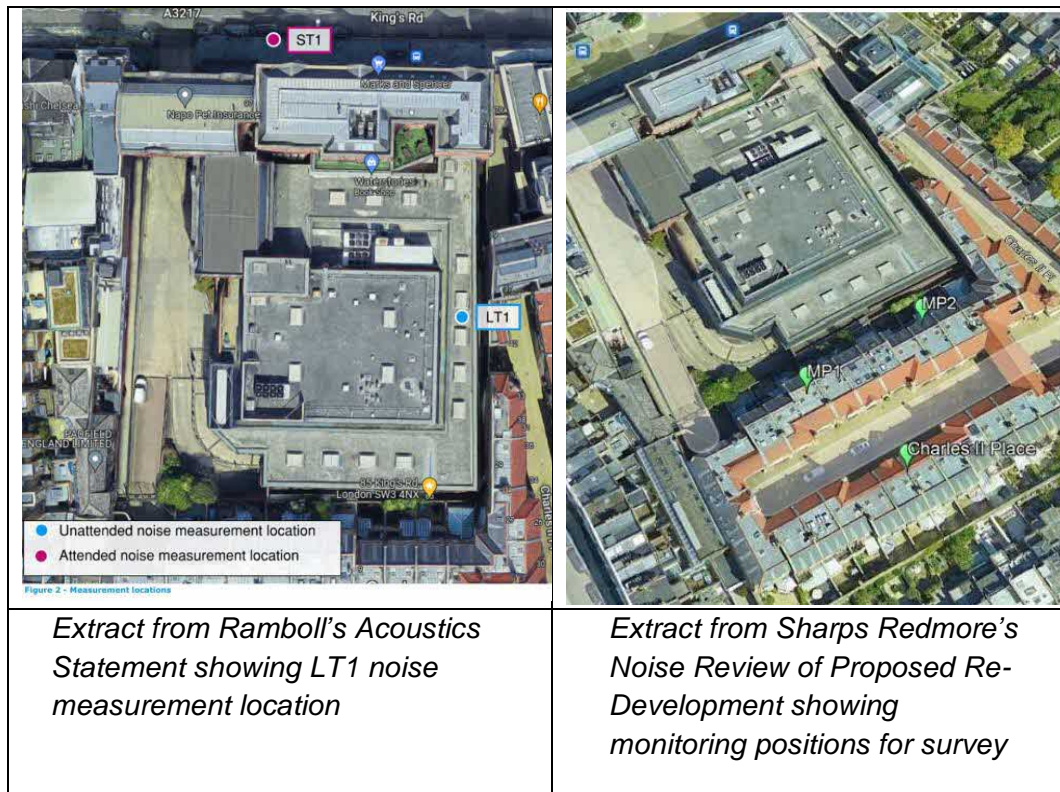 A3217
King's Rd
ST1
Marks and Spencer
Napo Pet Insurance
Waterstones
LT1
85 King's Rd,
London SW3 4NX
Unattended noise measurement location
Attended noise measurement location
Figure 2 - Measurement locations
Charles II Pl
MP2
MP1
Charles II Place
Extract from Ramboll's Acoustics
Statement showing LT1 noise
measurement location
Extract from Sharps Redmore's
Noise Review of Proposed Re-
Development showing
monitoring positions for survey